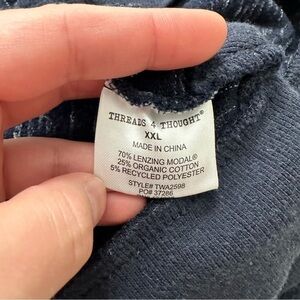 THREADS 4 THOUGHT®
XXL
MADE IN CHINA
70% LENZING MODAL®
25% ORGANIC COTTON
5% RECYCLED POLYESTER
STYLE# TWA2598
PO# 37286